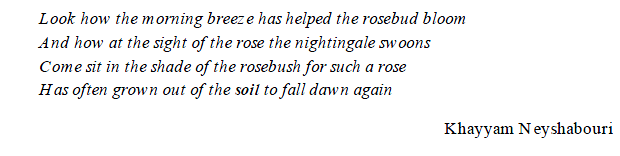 Look how the morning breeze has helped the rosebud bloom
And how at the sight of the rose the nightingale swoons
Come sit in the shade of the rosebush for such a rose
Has often grown out of the soil to fall dawn again
Khayyam Neyshabouri